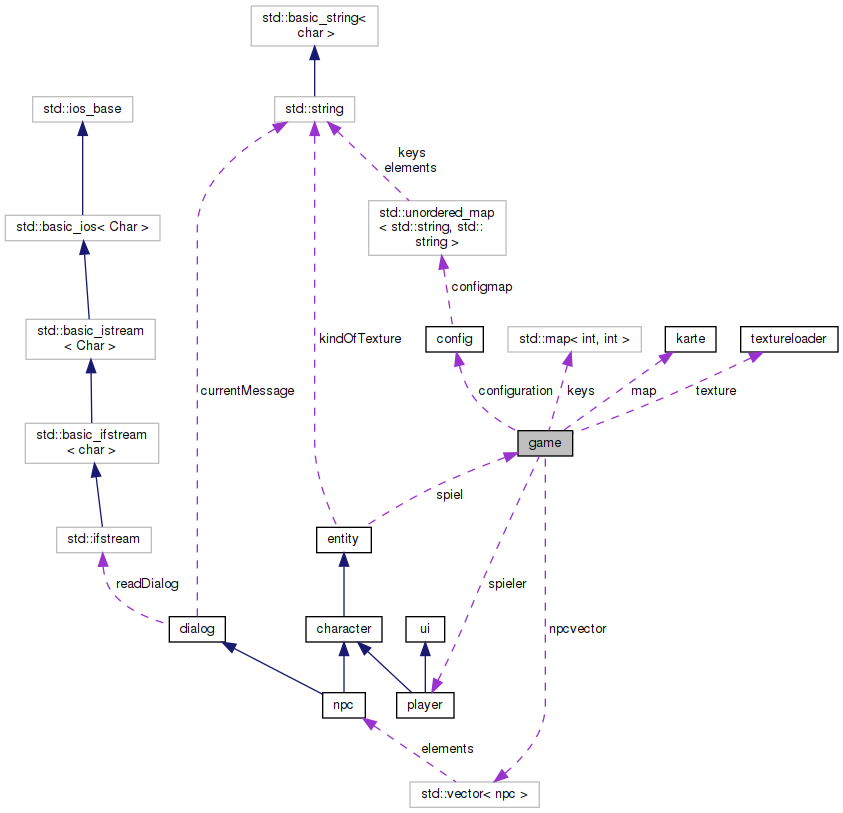 std::basic_string<
char >
std::ios_base
std::string
keys
elements
std::unordered_map
< std::string, std::
string >
std::basic_ios< Char >
configmap
std::basic_istream
< Char >
config
std::map< int, int >
karte
textureloader
kindOfTexture
currentMessage
configuration
keys
map
texture
std::basic_ifstream
< char >
game
spiel
std::ifstream
entity
readDialog
spieler
dialog
character
ui
npcvector
npc
player
elements
std::vector< npc >